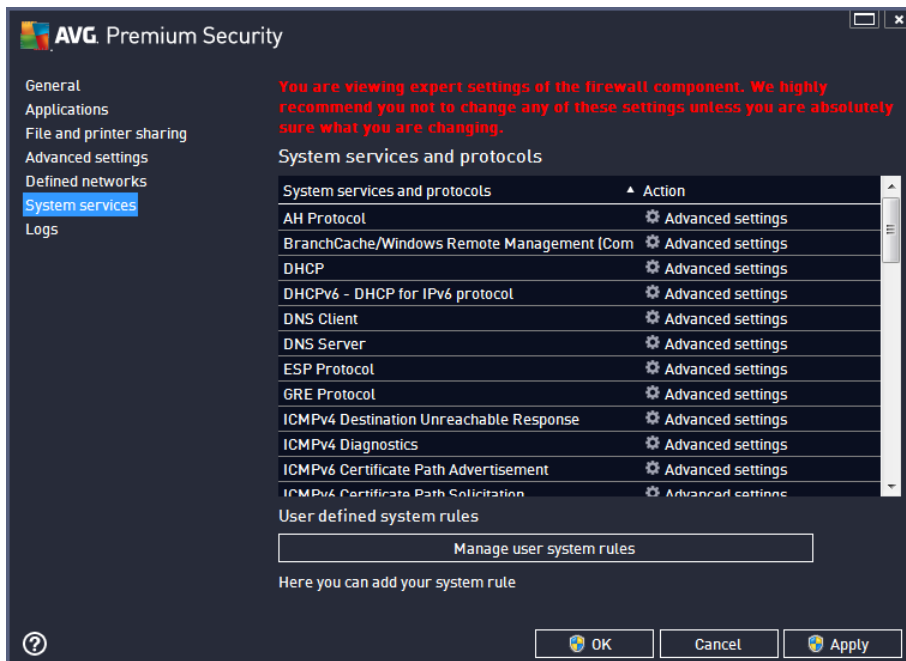 AVG. Premium Security
General
Applications
File and printer sharing
Advanced settings
Defined networks
System services
Logs
You are viewing expert settings of the firewall component. We highly
recommend you not to change any of these settings unless you are absolutely
sure what you are changing.
System services and protocols
System services and protocols Action
AH Protocol Advanced settings
BranchCache/Windows Remote Management (Com Advanced settings
DHCP Advanced settings
DHCPv6 - DHCP for IPv6 protocol Advanced settings
DNS Client Advanced settings
DNS Server Advanced settings
ESP Protocol Advanced settings
GRE Protocol Advanced settings
ICMPv4 Destination Unreachable Response Advanced settings
ICMPv4 Diagnostics Advanced settings
ICMPv6 Certificate Path Advertisement Advanced settings
ICMPv6 Certificate Path Solicitation Advanced settings
User defined system rules
Manage user system rules
Here you can add your system rule
OK Cancel Apply